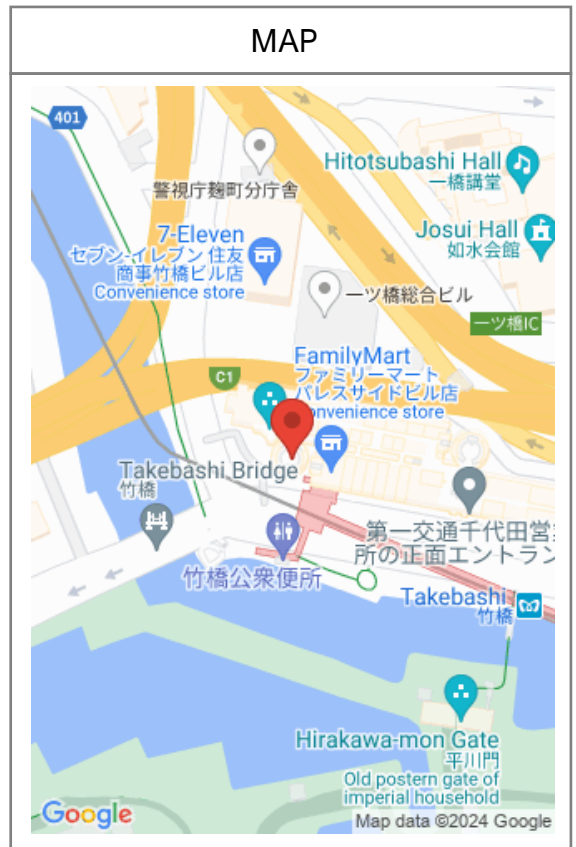 MAP
401
警視庁麹町分庁舎
Hitotsubashi Hall
一橋講堂
7-Eleven
セブン-イレブン 住友
商事竹橋ビル店
Convenience store
Josui Hall
如水会館
一ツ橋総合ビル
一ツ橋IC
C1
FamilyMart
ファミリーマート
パレスサイドビル店
onvenience store
Takebashi Bridge
竹橋
第一交通千代田営業
所の正面エントラン
竹橋公衆便所
Takebashi
竹橋
Hirakawa-mon Gate
平川門
Old postern gate of
imperial household
Google
Map data ©2024 Google